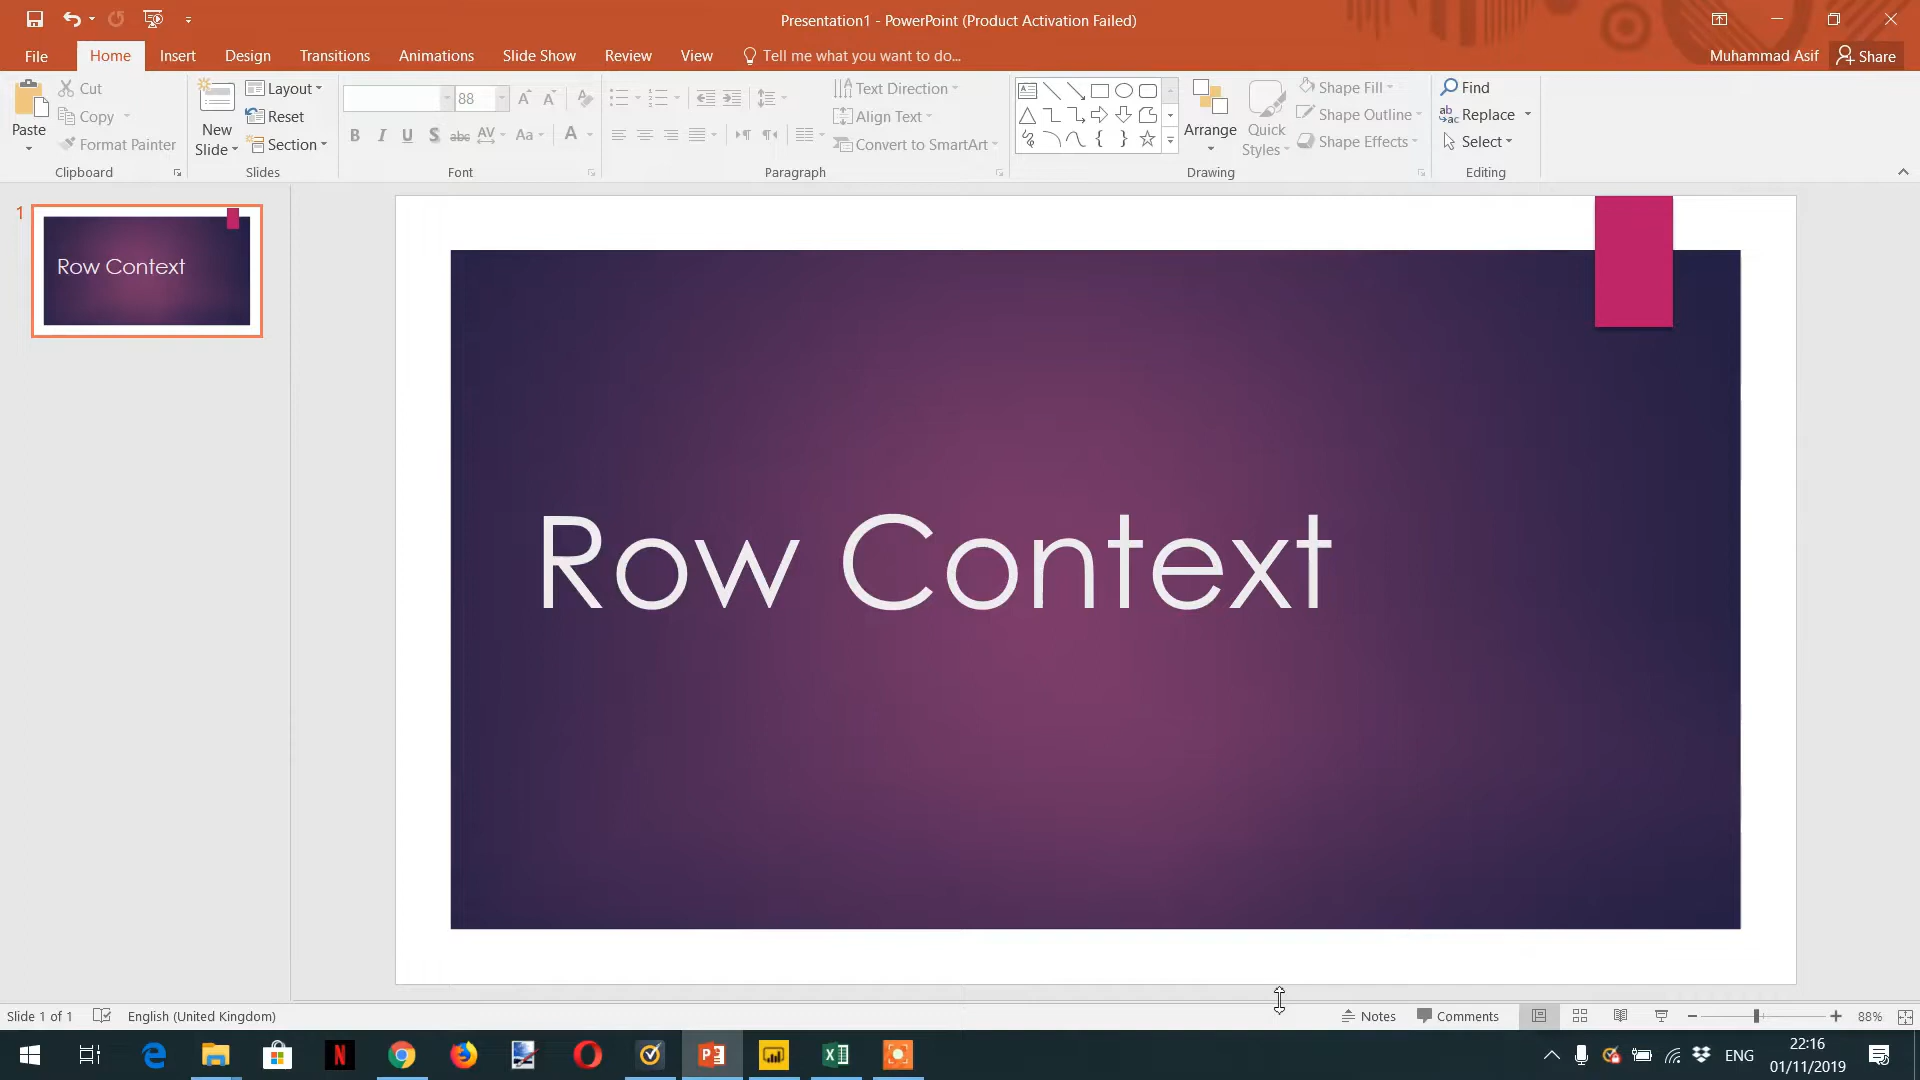 Presentation1 - PowerPoint (Product Activation Failed)
File Home Insert Design Transitions Animations Slide Show Review View Tell me what you want to do... Muhammad Asif Share
Paste
Cut
Copy
Format Painter
Clipboard
New Slide
Layout
Reset
Section
Slides
88
B I U S abc AV Aa A
Font
Text Direction
Align Text
Convert to SmartArt
Paragraph
Arrange
Quick Styles
Shape Fill
Shape Outline
Shape Effects
Drawing
Find
Replace
Select
Editing
1
Row Context
Row Context
Slide 1 of 1 English (United Kingdom) Notes Comments 88%
ENG
22:16
01/11/2019